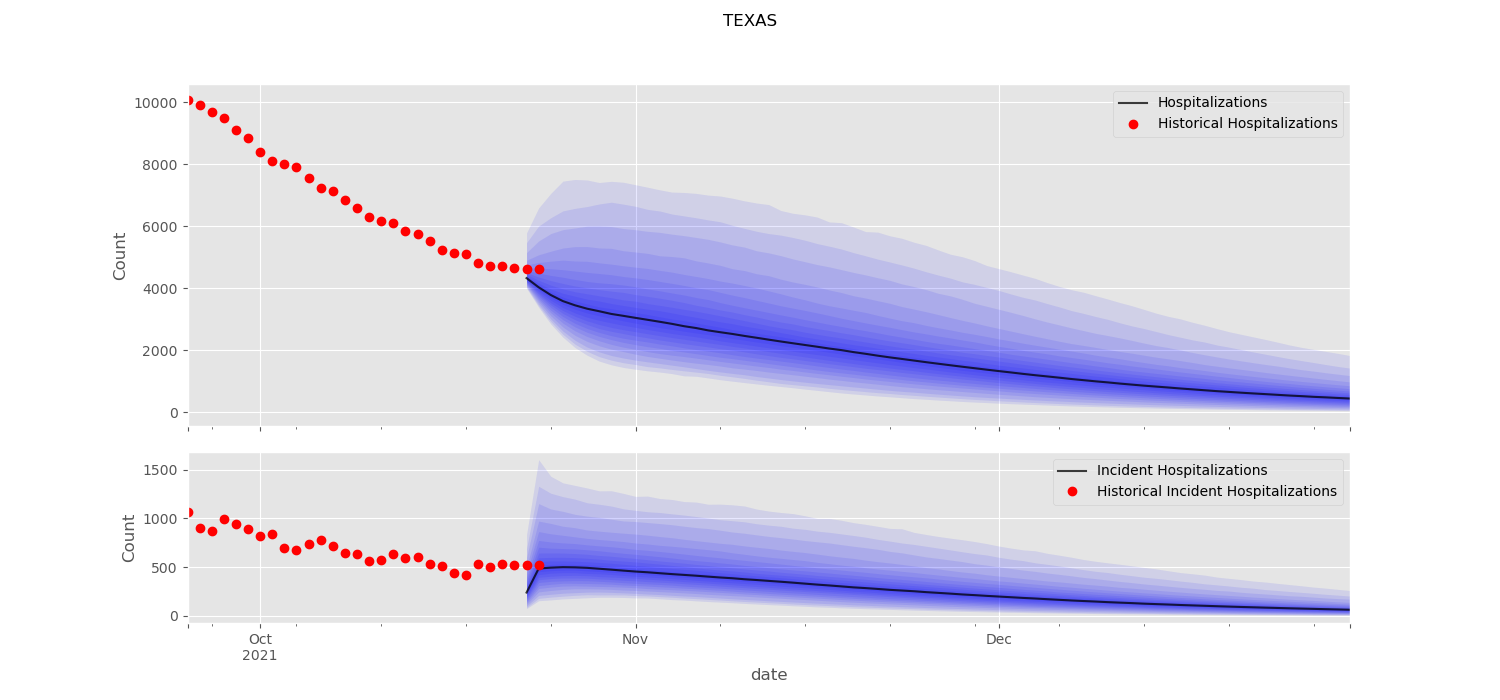 TEXAS
Hospitalizations
Historical Hospitalizations
10000
8000
6000
4000
2000
0
Count
Incident Hospitalizations
Historical Incident Hospitalizations
1500
1000
500
0
Count
Oct
2021
Nov
Dec
date